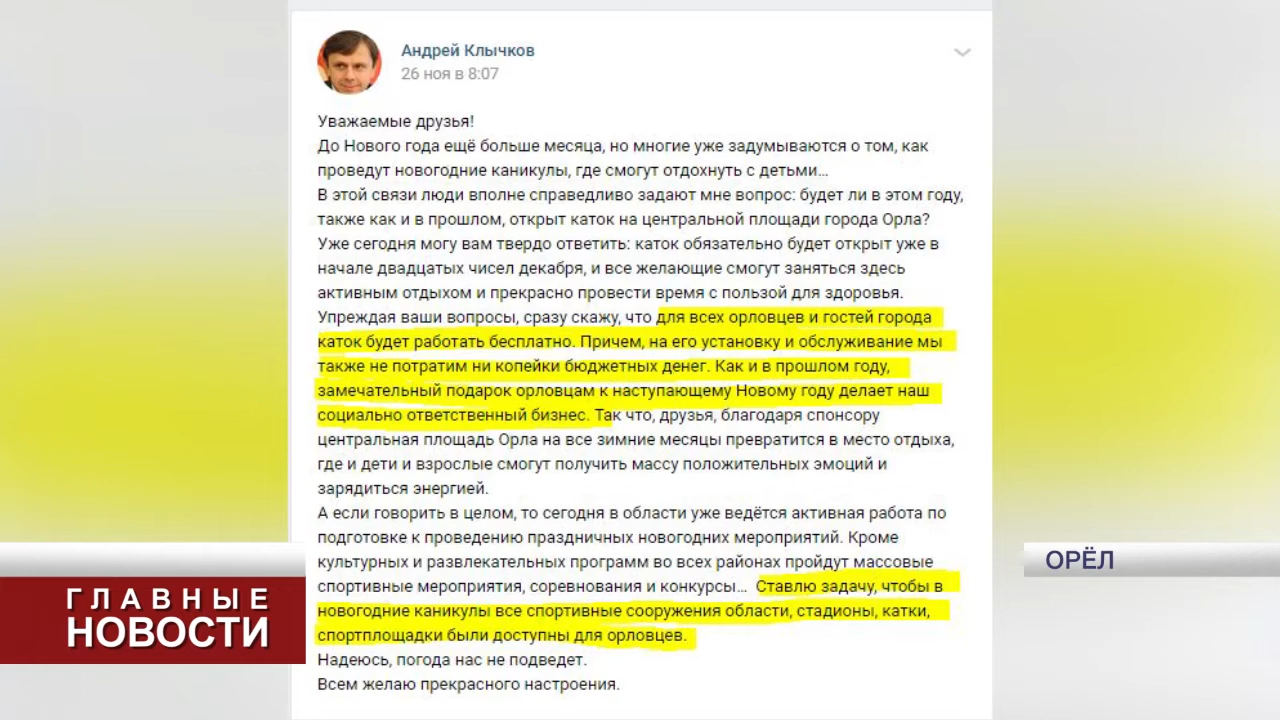 Андрей Клычков
26 ноя в 8:07
Уважаемые друзья!
До Нового года ещё больше месяца, но многие уже задумываются о том, как
проведут новогодние каникулы, где смогут отдохнуть с детьми…
В этой связи люди вполне справедливо задают мне вопрос: будет ли в этом году,
также как и в прошлом, открыт каток на центральной площади города Орла?
Уже сегодня могу вам твердо ответить: каток обязательно будет открыт уже в
начале двадцатых чисел декабря, и все желающие смогут заняться здесь
активным отдыхом и прекрасно провести время с пользой для здоровья.
Упреждая ваши вопросы, сразу скажу, что для всех орловцев и гостей города
каток будет работать бесплатно. Причем, на его установку и обслуживание мы
также не потратим ни копейки бюджетных денег. Как и в прошлом году,
замечательный подарок орловцам к наступающему Новому году делает наш
социально ответственный бизнес. Так что, друзья, благодаря спонсору
центральная площадь Орла на все зимние месяцы превратится в место отдыха,
где и дети и взрослые смогут получить массу положительных эмоций и
зарядиться энергией.
А если говорить в целом, то сегодня в области уже ведётся активная работа по
подготовке к проведению праздничных новогодних мероприятий. Кроме
культурных и развлекательных программ во всех районах пройдут массовые
спортивные мероприятия, соревнования и конкурсы… Ставлю задачу, чтобы в
новогодние каникулы все спортивные сооружения области, стадионы, катки,
спортплощадки были доступны для орловцев.
Надеюсь, погода нас не подведет.
Всем желаю прекрасного настроения.
ГЛАВНЫЕ
НОВОСТИ
ОРЁЛ